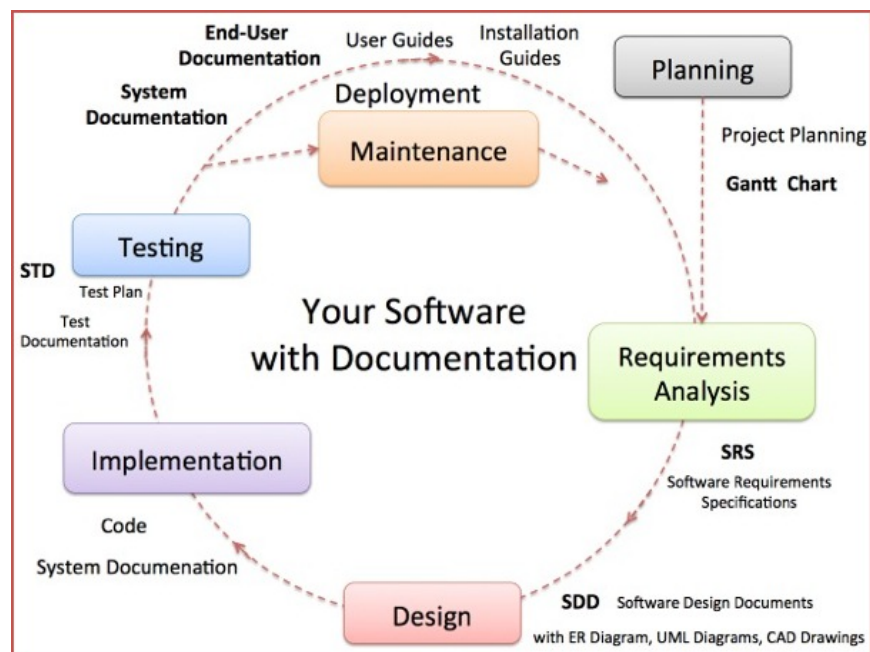 End-User
Documentation
User Guides
Installation
Guides
Planning
System
Documentation
Deployment
Maintenance
Project Planning
Gantt Chart
Testing
STD
Test Plan
Test
Documentation
Your Software
with Documentation
Requirements
Analysis
SRS
Software Requirements
Specifications
Implementation
Code
System Documenation
Design
SDD Software Design Documents
with ER Diagram, UML Diagrams, CAD Drawings